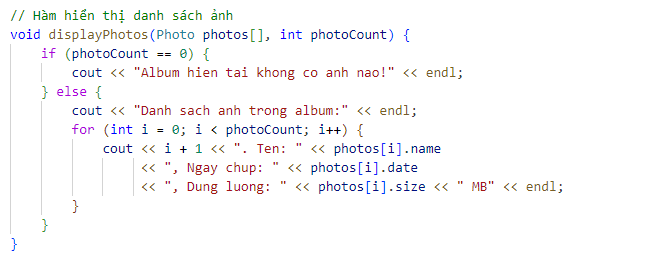 // Hàm hiển thị danh sách ảnh
void displayPhotos(Photo photos[], int photoCount) {
    if (photoCount == 0) {
        cout << "Album hien tai khong co anh nao!" << endl;
    } else {
        cout << "Danh sach anh trong album:" << endl;
        for (int i = 0; i < photoCount; i++) {
            cout << i + 1 << ". Ten: " << photos[i].name
                 << ", Ngay chup: " << photos[i].date
                 << ", Dung luong: " << photos[i].size << " MB" << endl;
        }
    }
}